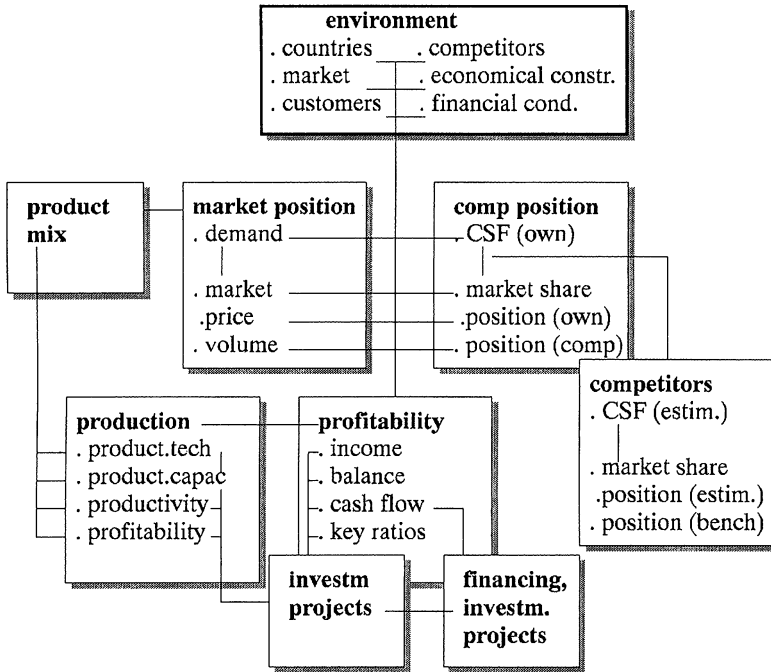 environment
. countries . competitors
. market . economical constr.
. customers . financial cond.
product
mix
market position
. demand
. market
.price
. volume
comp position
. CSF (own)
. market share
.position (own)
. position (comp)
competitors
. CSF (estim.)
. market share
.position (estim.)
. position (bench)
production
. product.tech
. product.capac
. productivity
. profitability
profitability
. income
. balance
. cash flow
. key ratios
investm
projects
financing,
investm.
projects